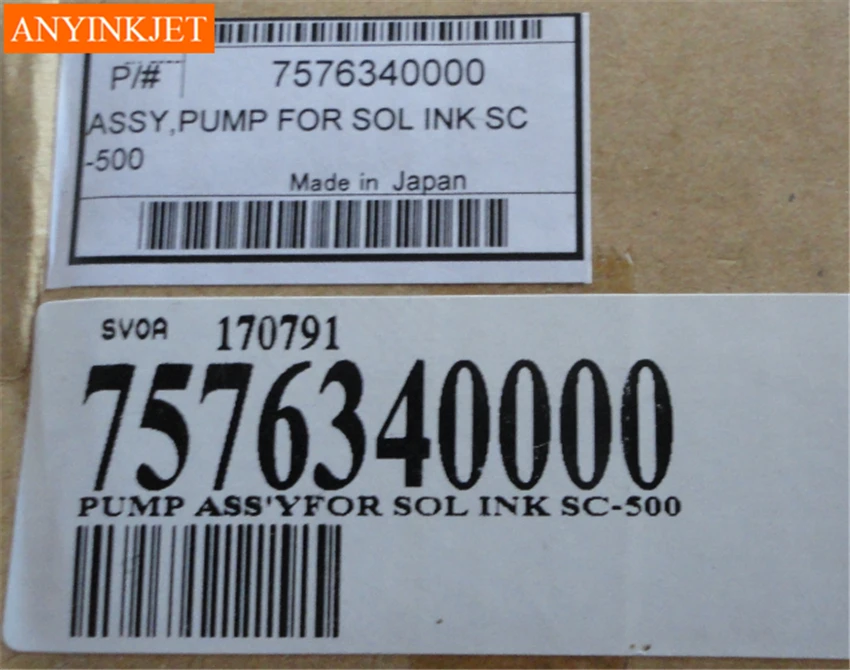 ANYINKJET
P/# 7576340000
ASSY,PUMP FOR SOL INK SC
-500
Made in Japan
SVOA 170791
7576340000
PUMP ASS'YFOR SOL INK SC-500